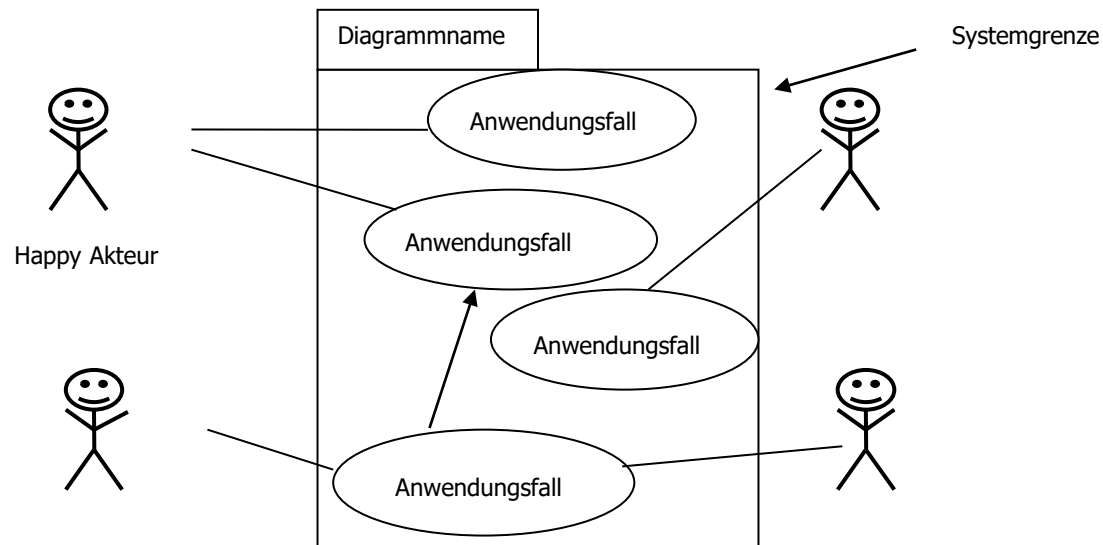 Diagrammname
Systemgrenze
Anwendungsfall
Anwendungsfall
Happy Akteur
Anwendungsfall
Anwendungsfall